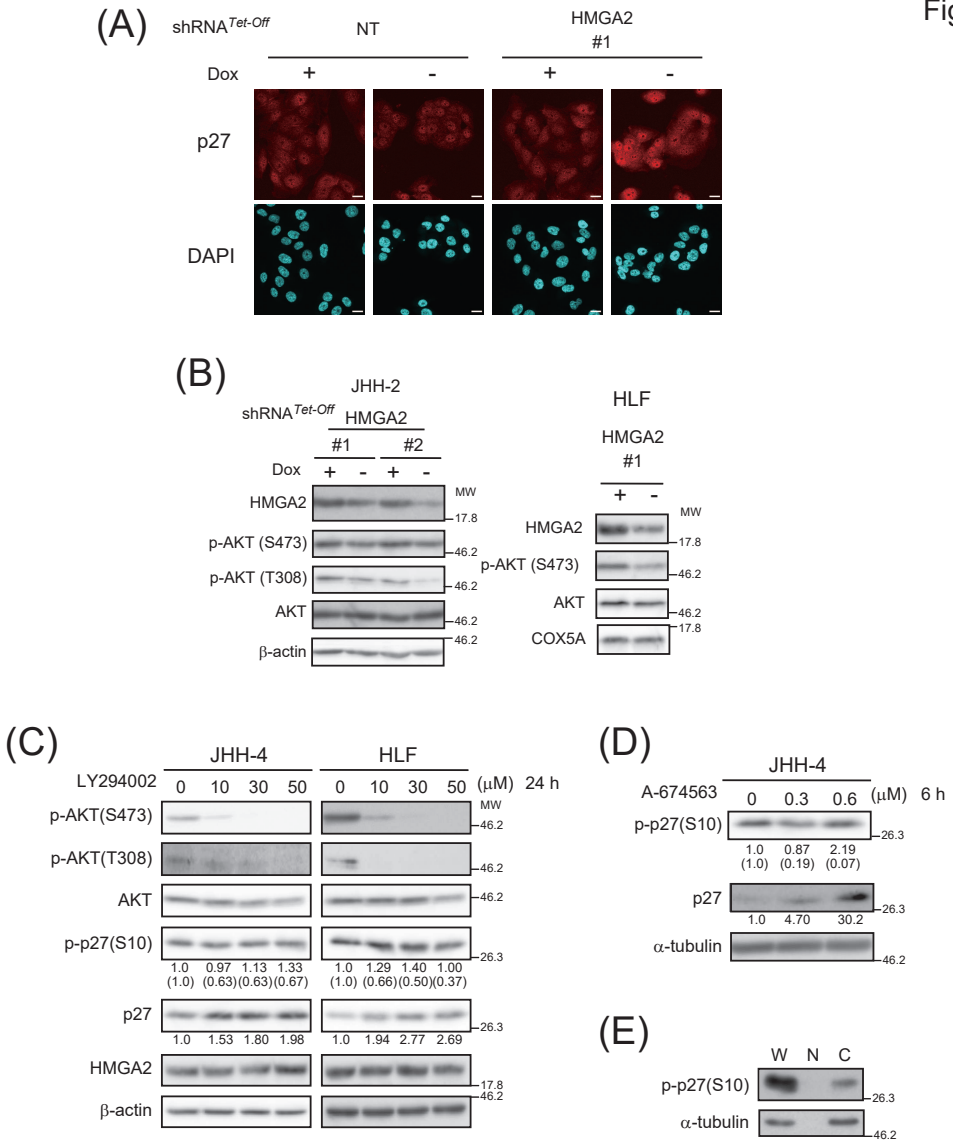 Fig
(A)
shRNA Tet-Off NT HMGA2 #1
Dox + - + -
p27
DAPI
(B)
JHH-2
shRNA Tet-Off HMGA2
#1 #2
Dox + - + -
MW
HMGA2 17.8
p-AKT (S473) 46.2
p-AKT (T308) 46.2
AKT 46.2
β-actin
HLF
HMGA2
#1
+ -
MW
HMGA2 17.8
p-AKT (S473) 46.2
AKT 46.2
17.8
COX5A
(C)
JHH-4 HLF
LY294002 0 10 30 50 0 10 30 50 (μM) 24 h
MW
p-AKT(S473) 46.2
p-AKT(T308) 46.2
AKT 46.2
p-p27(S10) 26.3
1.0 0.97 1.13 1.33 1.0 1.29 1.40 1.00
(1.0) (0.63) (0.63) (0.67) (1.0) (0.66) (0.50) (0.37)
p27 26.3
1.0 1.53 1.80 1.98 1.0 1.94 2.77 2.69
HMGA2 17.8
46.2
β-actin
(D)
JHH-4
A-674563 0 0.3 0.6 (μM) 6 h
p-p27(S10) 26.3
1.0 0.87 2.19
(1.0) (0.19) (0.07)
p27 26.3
1.0 4.70 30.2
α-tubulin 46.2
(E)
W N C
p-p27(S10) 26.3
α-tubulin 46.2